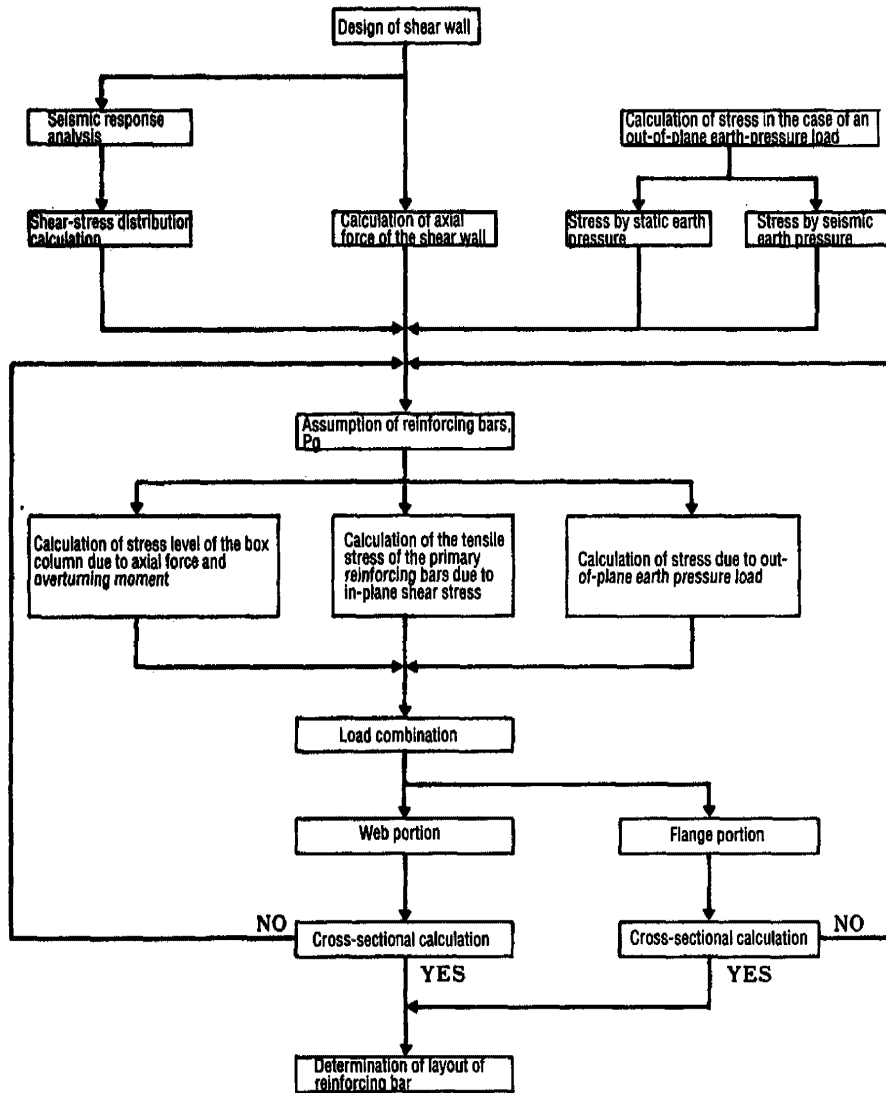 Design of shear wall
Seismic response
analysis
Calculation of stress in the case of an
out-of-plane earth-pressure load
Shear-stress distribution
calculation
Calculation of axial
force of the shear wall
Stress by static earth
pressure
Stress by seismic
earth pressure
Assumption of reinforcing bars,
Pg
Calculation of stress level of the box
column due to axial force and
overturning moment
Calculation of the tensile
stress of the primary
reinforcing bars due to
in-plane shear stress
Calculation of stress due to out-
of-plane earth pressure load
Load combination
Web portion
Flange portion
NO
Cross-sectional calculation
YES
Cross-sectional calculation
NO
YES
Determination of layout of
reinforcing bar